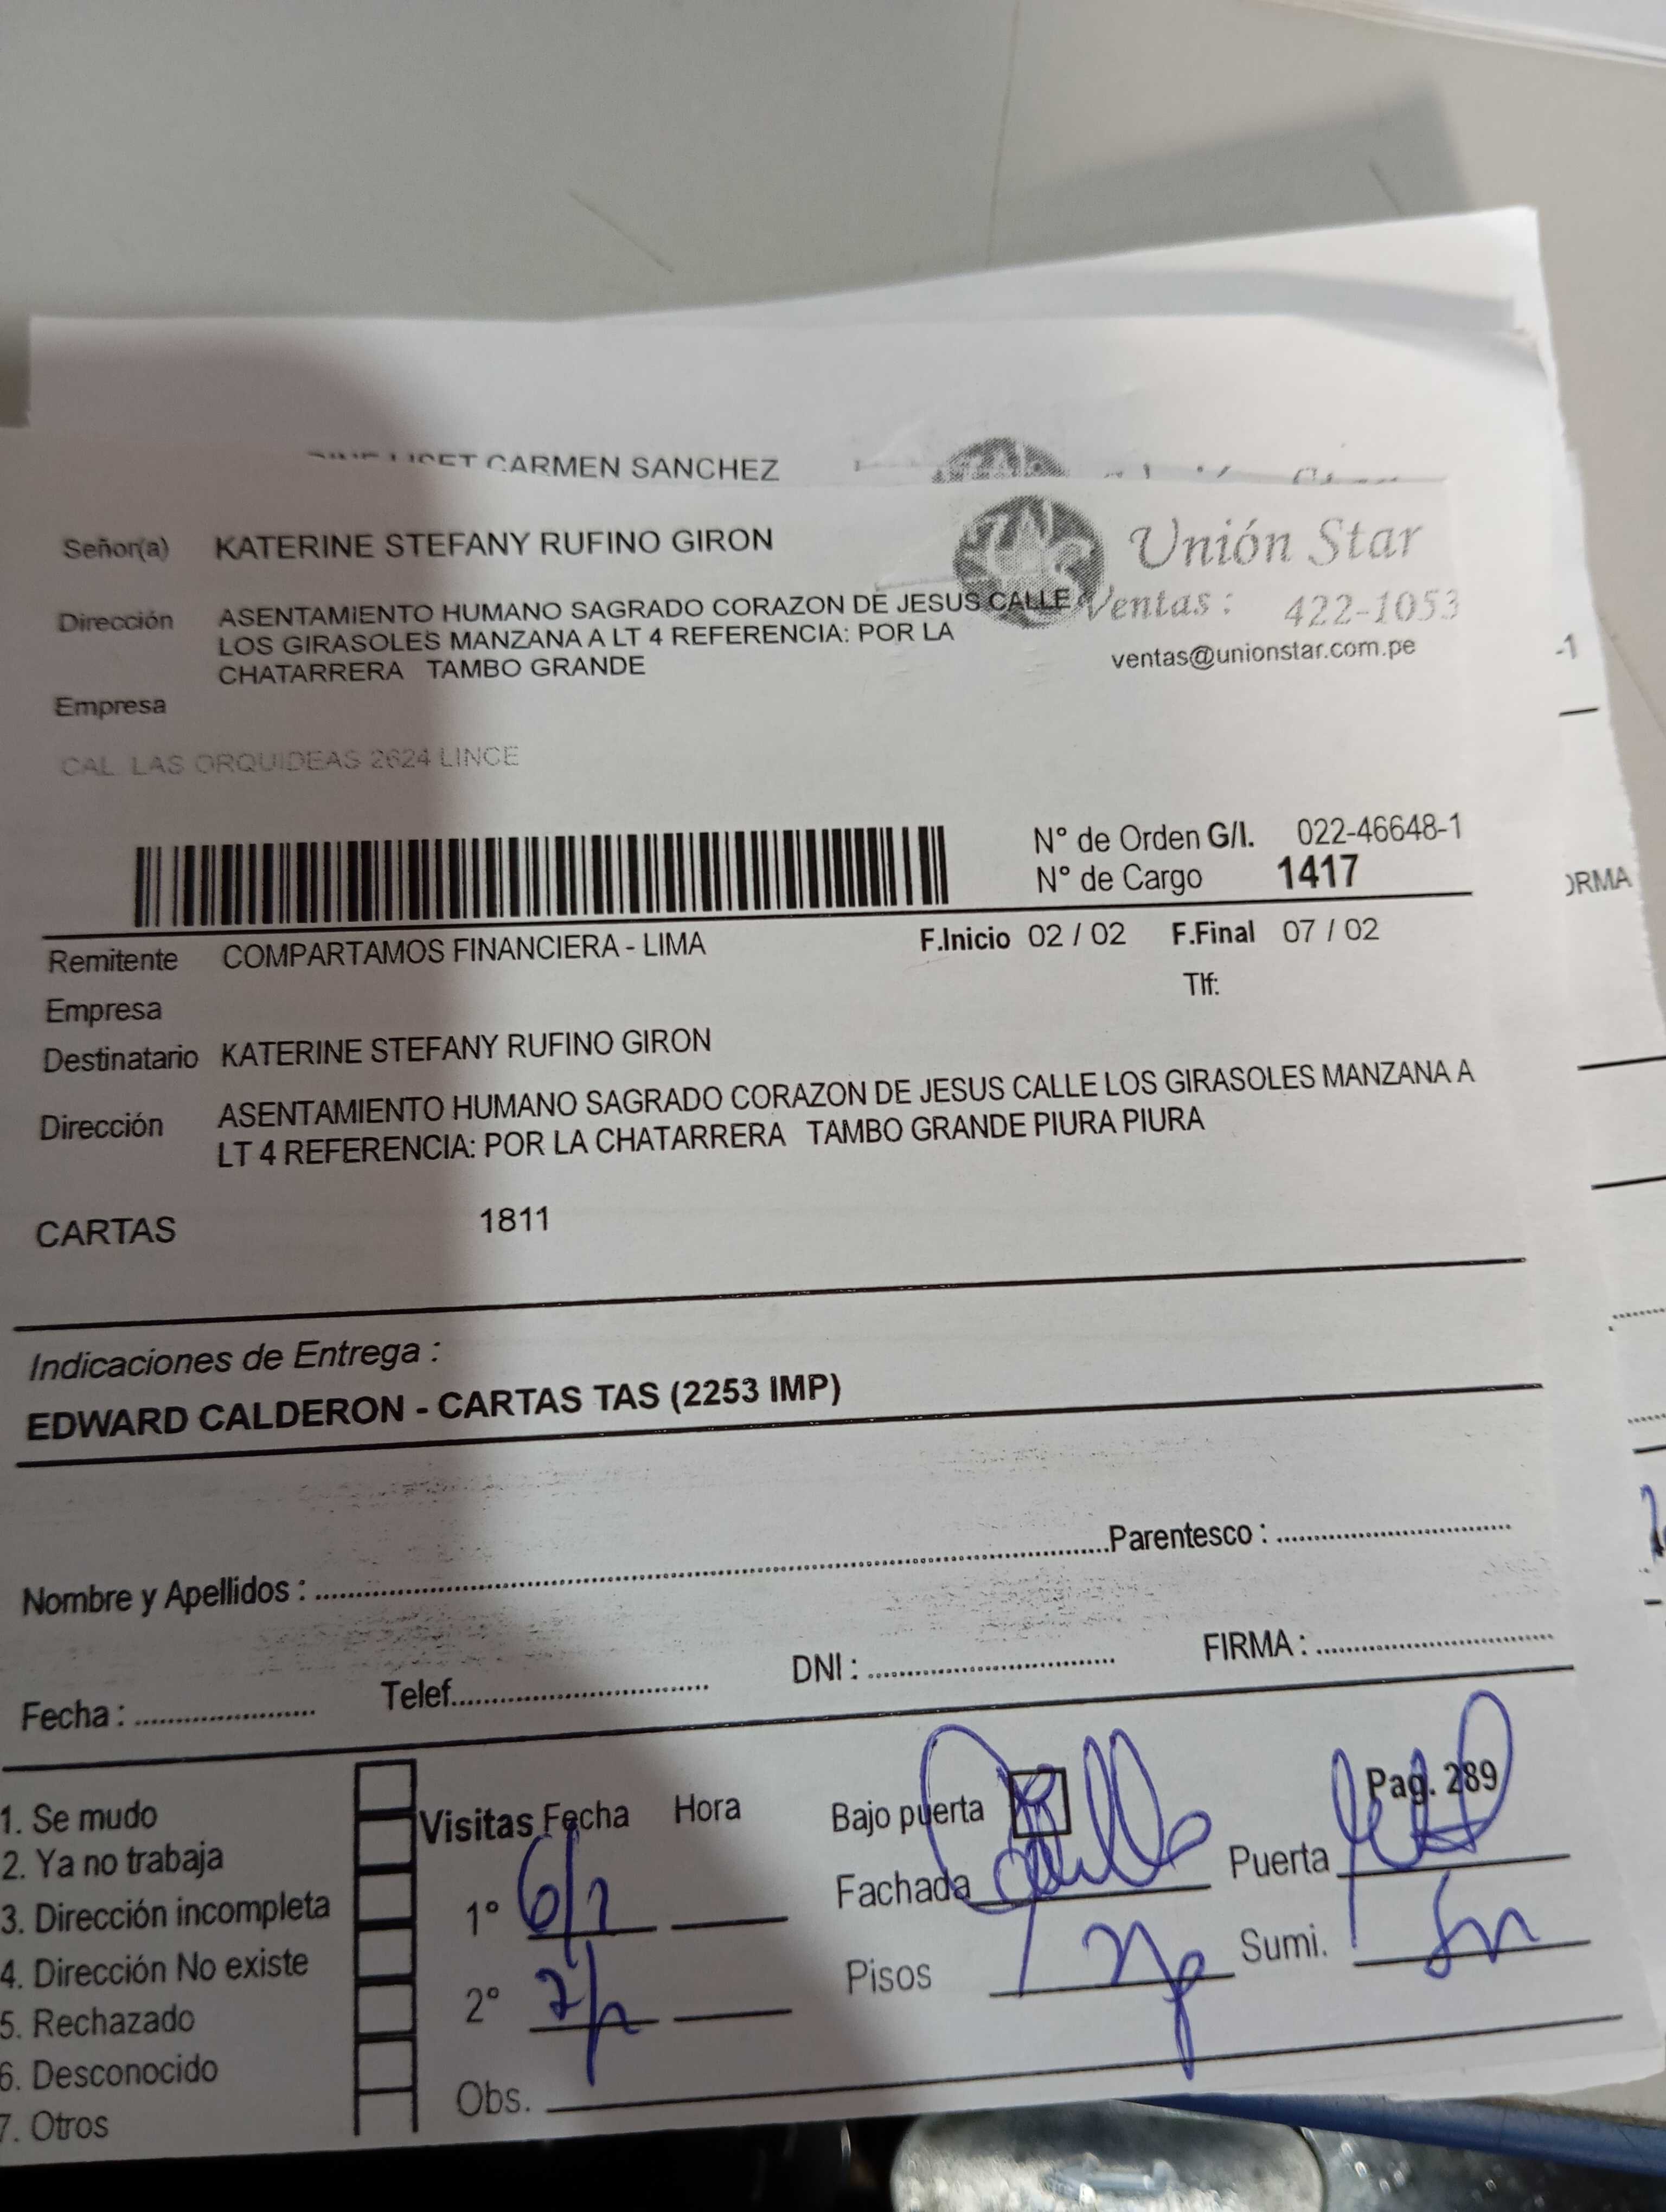 CARMEN SANCHEZ
Señor(a) KATERINE STEFANY RUFINO GIRON
Unión Star
Dirección ASENTAMIENTO HUMANO SAGRADO CORAZON DE JESUS CALLE
LOS GIRASOLES MANZANA A LT 4 REFERENCIA: POR LA
CHATARRERA TAMBO GRANDE
Ventas : 422-1053
ventas@unionstar.com.pe
-1
Empresa
CAL. LAS ORQUIDEAS 2624 LINCE
N° de Orden G/I. 022-46648-1
N° de Cargo 1417
ORMA
Remitente COMPARTAMOS FINANCIERA - LIMA F.Inicio 02 / 02 F.Final 07 / 02
Tlf:
Empresa
Destinatario KATERINE STEFANY RUFINO GIRON
Dirección ASENTAMIENTO HUMANO SAGRADO CORAZON DE JESUS CALLE LOS GIRASOLES MANZANA A
LT 4 REFERENCIA: POR LA CHATARRERA TAMBO GRANDE PIURA PIURA
CARTAS 1811
Indicaciones de Entrega :
EDWARD CALDERON - CARTAS TAS (2253 IMP)
Nombre y Apellidos : Parentesco :
Fecha : Telef. DNI : FIRMA :
1. Se mudo
2. Ya no trabaja
3. Dirección incompleta
4. Dirección No existe
5. Rechazado
6. Desconocido
7. Otros
Visitas Fecha Hora
1°
2°
Obs.
Bajo puerta Pag. 289
Fachada Puerta
Pisos Sumi.